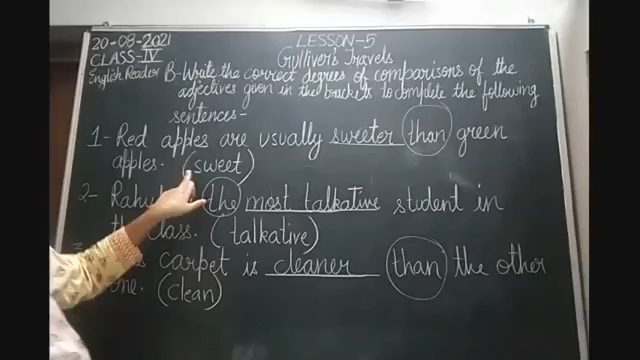 20-08-2021
LESSON-5
CLASS-IV
Gulliver's Travels
English Reader
B-Write the correct degrees of comparisons of the
adjectives given in the brackets to complete the following
sentences-
1- Red apples are usually sweeter than green
apples. (sweet)
2- the most talkative student in
class. (talkative)
carpet is cleaner than the other
one. (clean)